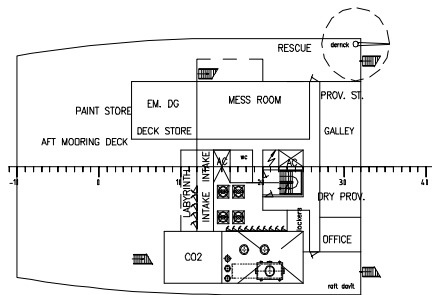 RESCUE
derrick
PROV. ST.
EM. DG
MESS ROOM
PAINT STORE
DECK STORE
GALLEY
AFT MOORING DECK
INTAKE
AC
wc
AC
-10
0
10
20
30
40
LABYRINTH
INTAKE
DRY PROV.
lockers
OFFICE
CO2
raft davit